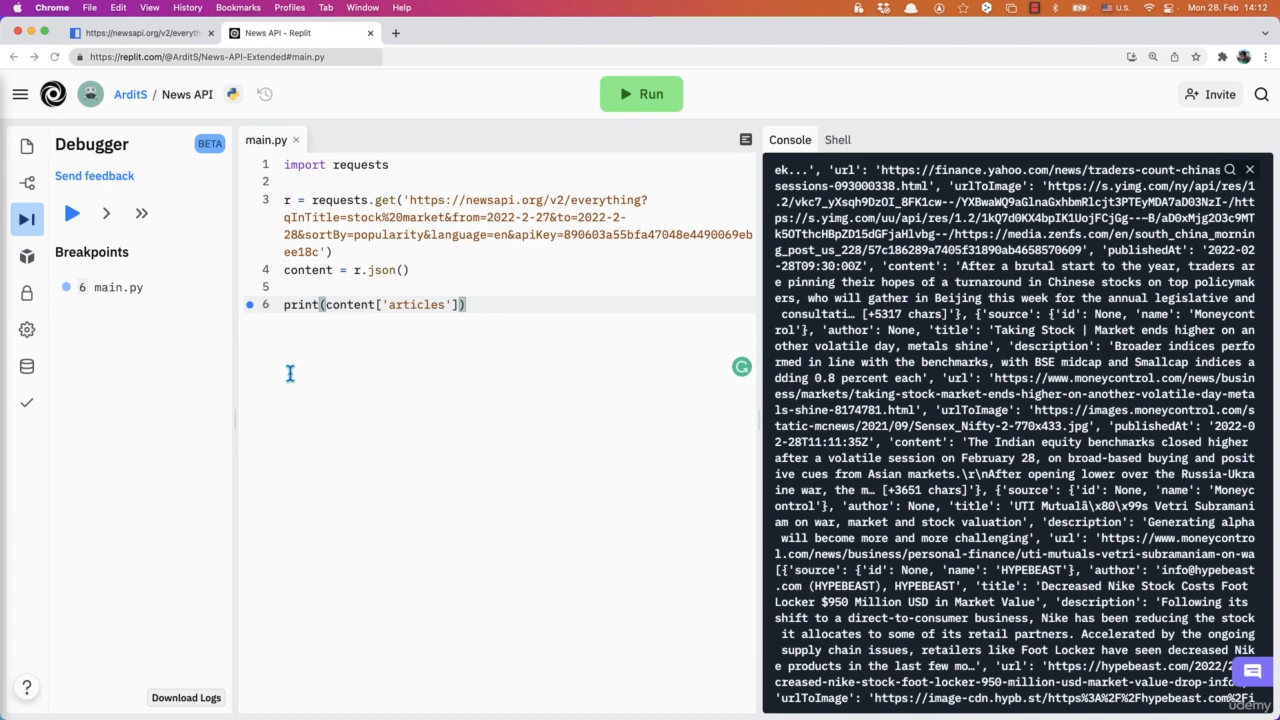 Chrome File Edit View History Bookmarks Profiles Tab Window Help U.S. Mon 28. Feb 14:12
https://newsapi.org/v2/everyth × News API - Replit × +
https://replit.com/@ArditS/News-API-Extended#main.py
ArditS / News API Run Invite
Debugger BETA
Send feedback
Breakpoints
6 main.py
Download Logs
?
main.py ×
1 import requests
2
3 r = requests.get('https://newsapi.org/v2/everything?
qInTitle=stock%20market&from=2022-2-27&to=2022-2-
28&sortBy=popularity&language=en&apiKey=890603a55bfa47048e4490069eb
ee18c')
4 content = r.json()
5
6 print(content['articles'])
Console Shell
ek...', 'url': 'https://finance.yahoo.com/news/traders-count-chinas
sessions-093000338.html', 'urlToImage': 'https://s.yimg.com/ny/api/res/1.
2/vkc7_yXsqh9DzOI_8FK1cw--/YXBwaWQ9aGlnaGxhbmRlcjt3PTEyMDA7aD03NzI-/ht
tps://s.yimg.com/uu/api/res/1.2/1kQ7d0KX4bpIK1UojFCjGg--~B/aD0xMjg2O3c9MT
k5OTthcHBpZD15dGFjaHlvbg--/https://media.zenfs.com/en/south_china_mornin
g_post_us_228/57c186289a7405f31890ab4635570609', 'publishedAt': '2022-02
-28T09:30:00Z', 'content': 'After a brutal start to the year, traders ar
e pinning their hopes of a turnaround in Chinese stocks on top policymak
ers, who will gather in Beijing this week for the annual legislative and
consultati… [+5317 chars]'}, {'source': {'id': None, 'name': 'Moneycont
rol'}, 'author': None, 'title': 'Taking Stock | Market ends higher on an
other volatile day, metals shine', 'description': 'Broader indices perfo
rmed in line with the benchmarks, with BSE midcap and Smallcap indices a
dding 0.8 percent each', 'url': 'https://www.moneycontrol.com/news/busin
ess/markets/taking-stock-market-ends-higher-on-another-volatile-day-meta
ls-shine-8174781.html', 'urlToImage': 'https://images.moneycontrol.com/s
tatic-mcnews/2021/09/Sensex_Nifty-2-770x433.jpg', 'publishedAt': '2022-0
2-28T11:11:35Z', 'content': 'The Indian equity benchmarks closed higher
after a volatile session on February 28, on broad-based buying and posit
ive cues from Asian markets.\r\nAfter opening lower over the Russia-Ukra
ine war, the m… [+3651 chars]'}, {'source': {'id': None, 'name': 'Moneyc
ontrol'}, 'author': None, 'title': 'UTI Mutualâ\x80\x99s Vetri Subramani
am on war, market and stock valuation', 'description': 'Generating alpha
will become more and more challenging', 'url': 'https://www.moneycontro
l.com/news/business/personal-finance/uti-mutuals-vetri-subramaniam-on-wa
[{'source': {'id': None, 'name': 'HYPEBEAST'}, 'author': 'info@hypebeast
.com (HYPEBEAST), HYPEBEAST', 'title': 'Decreased Nike Stock Costs Foot
Locker $950 Million USD in Market Value', 'description': 'Following its
shift to a direct-to-consumer business, Nike has been reducing the stock
it allocates to some of its retail partners. Accelerated by the ongoing
supply chain issues, retailers like Foot Locker have seen decreased Nik
e products in the last few mo…', 'url': 'https://hypebeast.com/2022/2
creased-nike-stock-foot-locker-950-million-usd-market-value-drop-info
'urlToImage': 'https://image-cdn.hypb.st/https%3A%2F%2Fhypebeast.com%2Fi
udemy